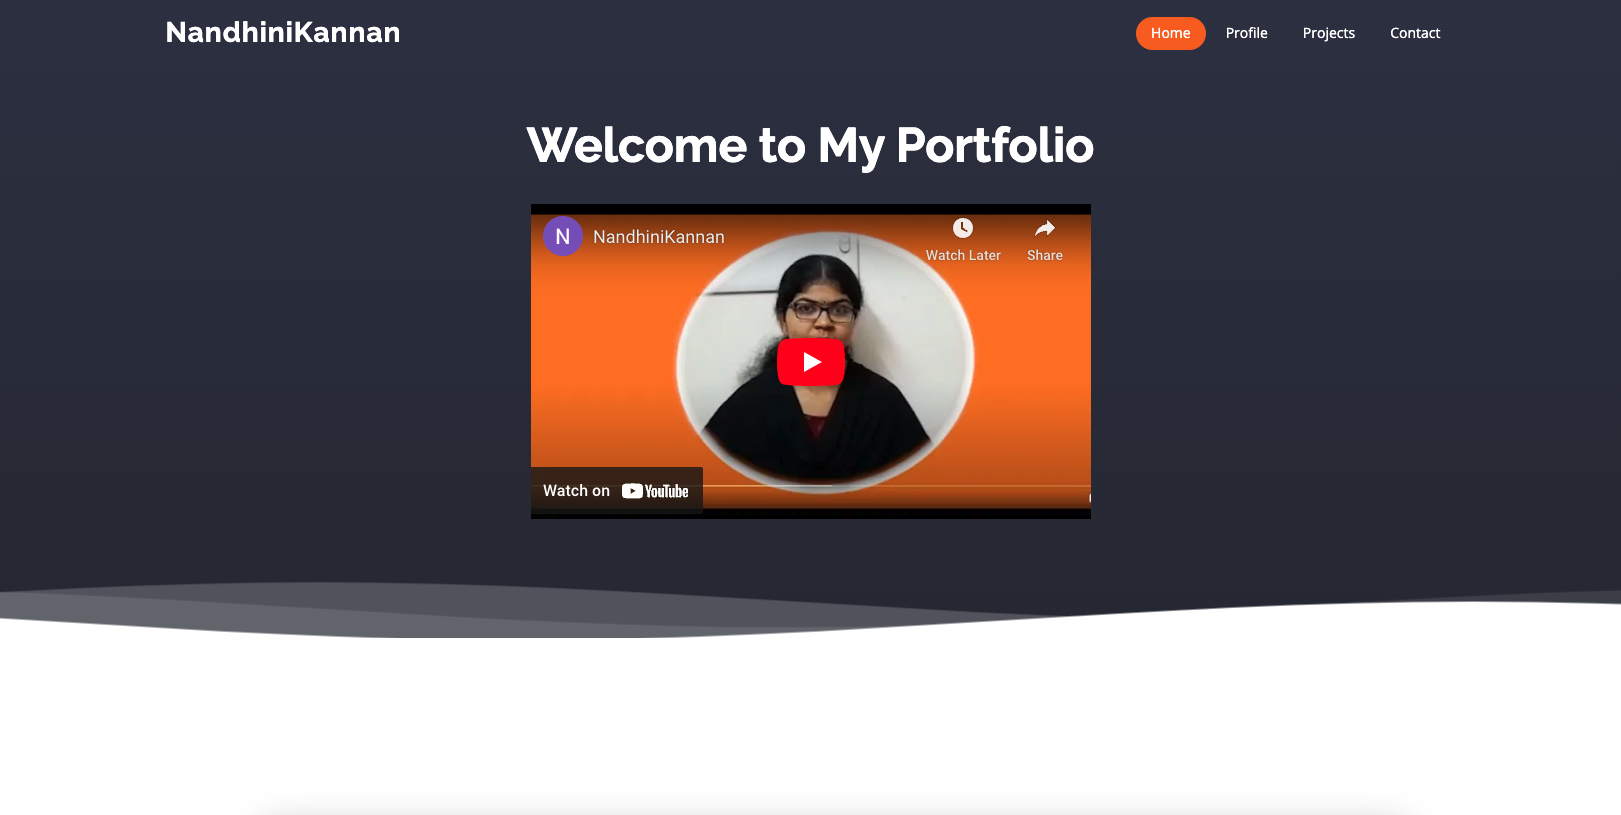 NandhiniKannan
Home Profile Projects Contact
Welcome to My Portfolio
N NandhiniKannan
Watch Later Share
Watch on YouTube